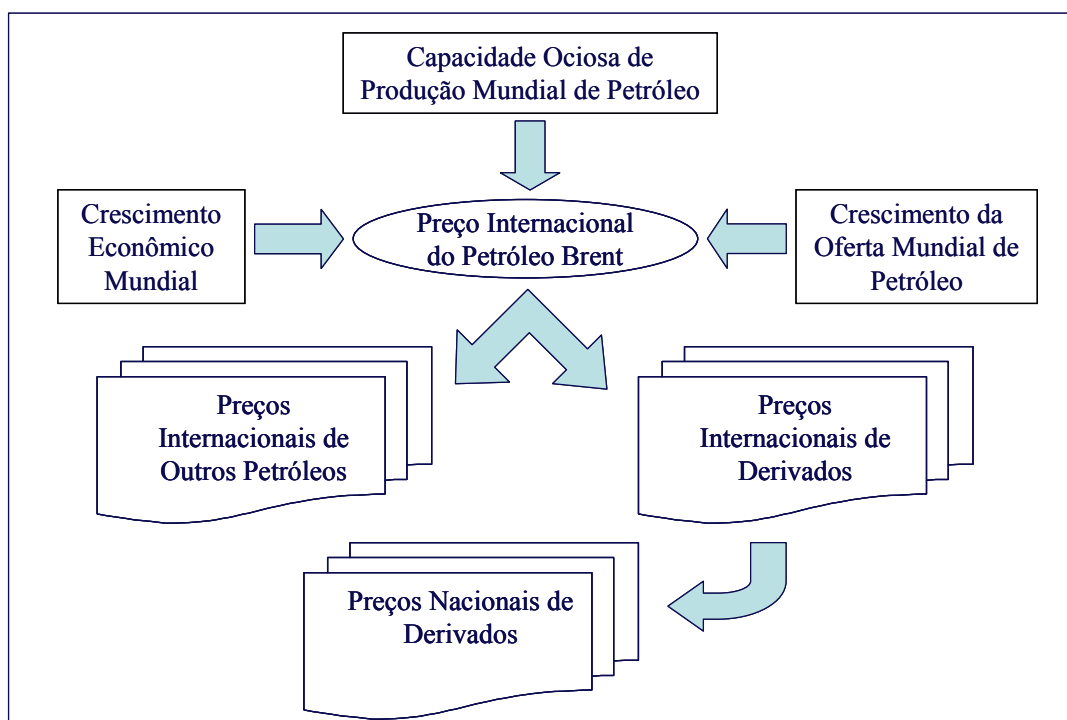 Capacidade Ociosa de
Produção Mundial de Petróleo
Crescimento
Econômico
Mundial
Preço Internacional
do Petróleo Brent
Crescimento da
Oferta Mundial de
Petróleo
Preços
Internacionais de
Outros Petróleos
Preços
Internacionais de
Derivados
Preços Nacionais de
Derivados